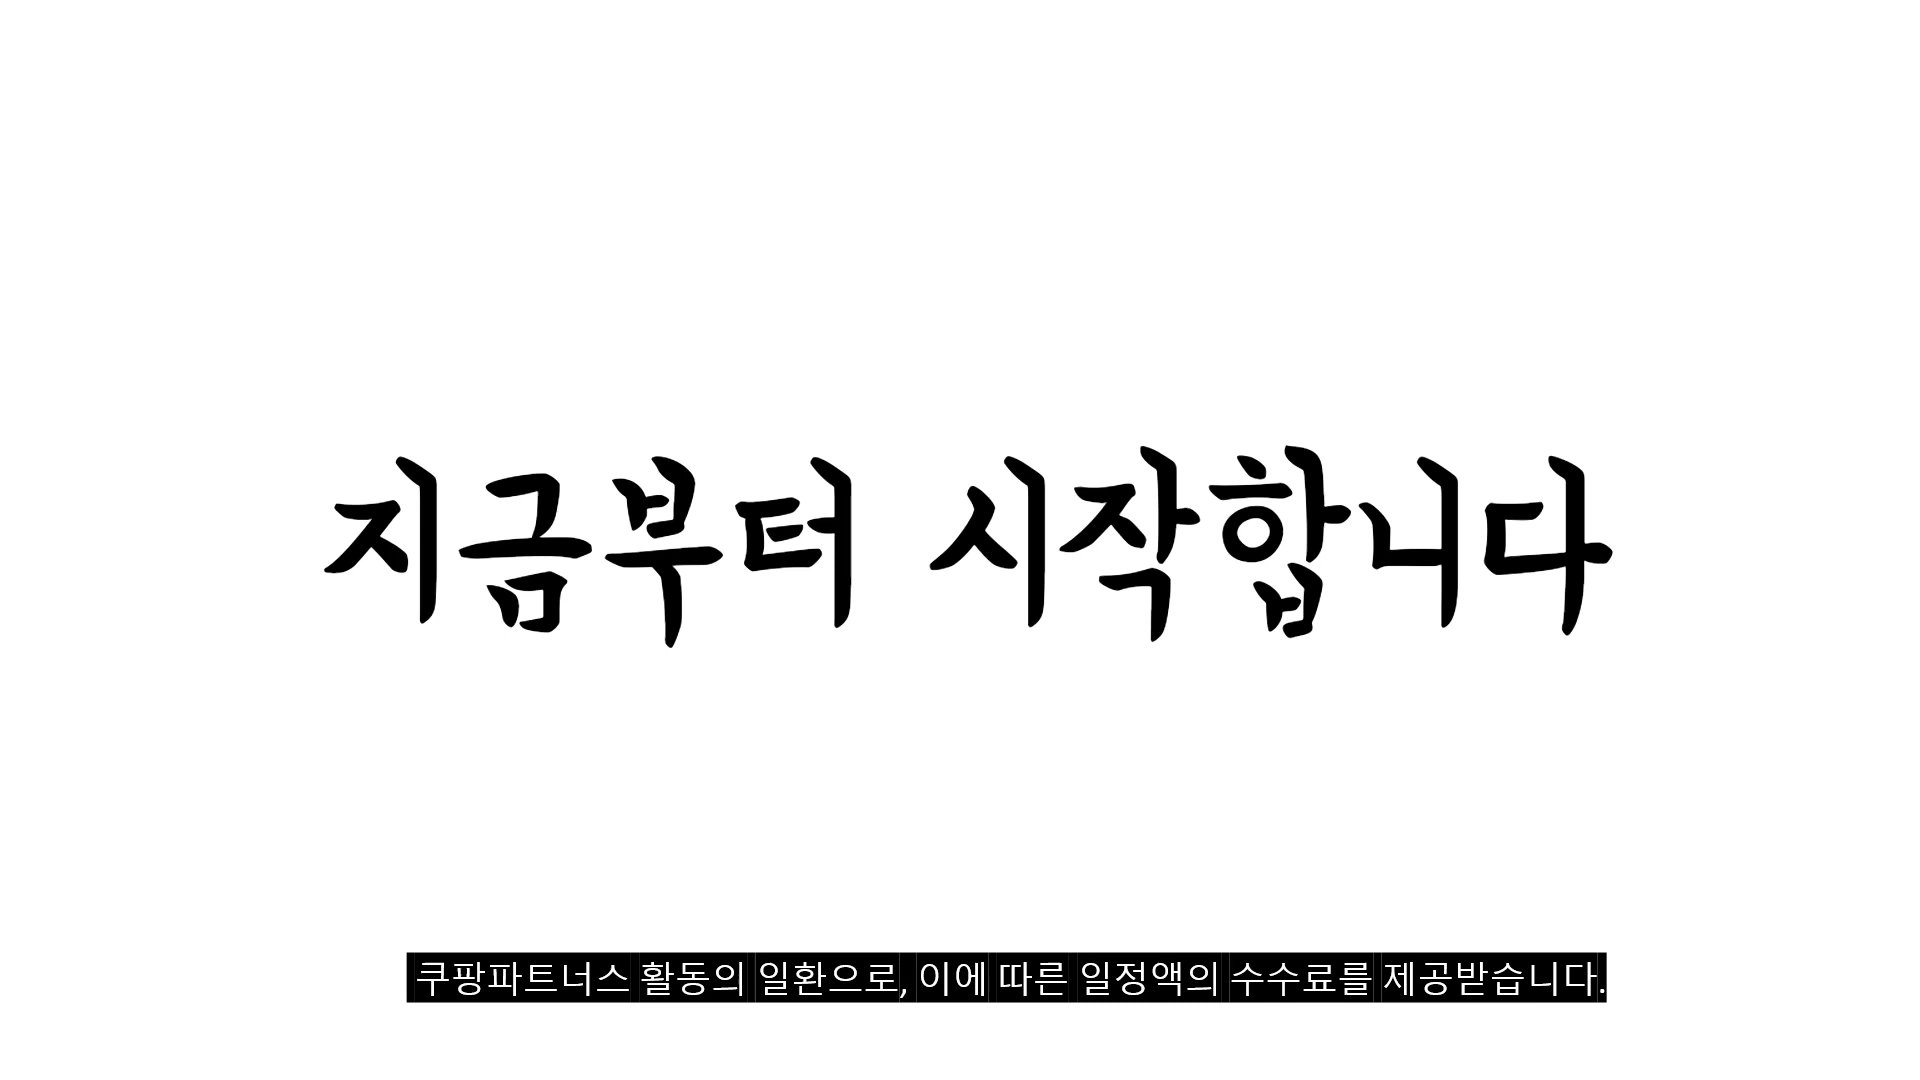 지금부터 시작합니다
쿠팡파트너스 활동의 일환으로, 이에 따른 일정액의 수수료를 제공받습니다.